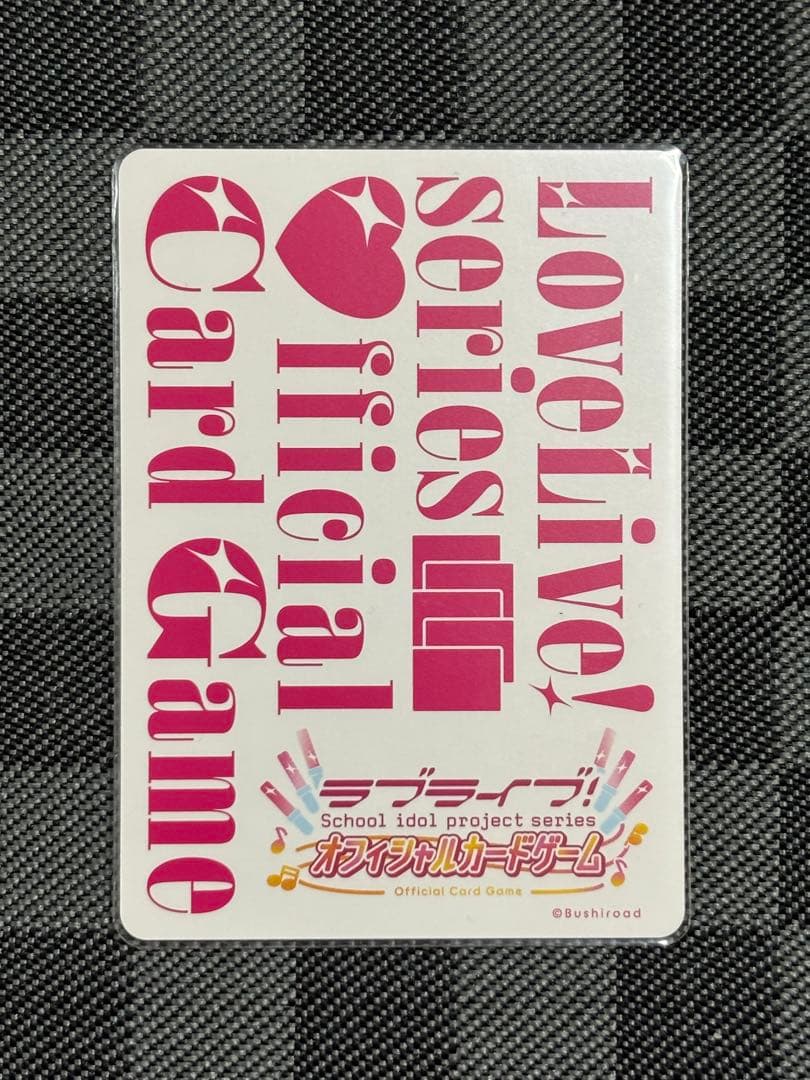 LoveLive!
series
official
Card Game
ラブライブ!
School idol project series
オフィシャルカードゲーム
Official Card Game
©Bushiroad